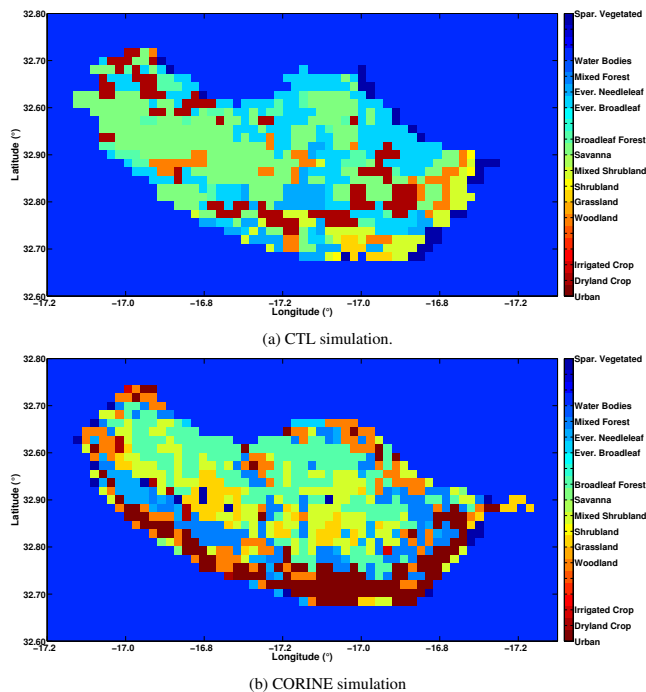 32.80
32.70
32.60
32.90
32.80
32.70
32.60
Latitude (°)
−17.2 −17.0 −16.8 −17.2 −17.0 −16.8 −17.2
Longitude (°)
Spar. Vegetated
Water Bodies
Mixed Forest
Ever. Needleleaf
Ever. Broadleaf
Broadleaf Forest
Savanna
Mixed Shrubland
Shrubland
Grassland
Woodland
Irrigated Crop
Dryland Crop
Urban
(a) CTL simulation.
32.80
32.70
32.60
32.90
32.80
32.70
32.60
Latitude (°)
−17.2 −17.0 −16.8 −17.2 −17.0 −16.8 −17.2
Longitude (°)
Spar. Vegetated
Water Bodies
Mixed Forest
Ever. Needleleaf
Ever. Broadleaf
Broadleaf Forest
Savanna
Mixed Shrubland
Shrubland
Grassland
Woodland
Irrigated Crop
Dryland Crop
Urban
(b) CORINE simulation